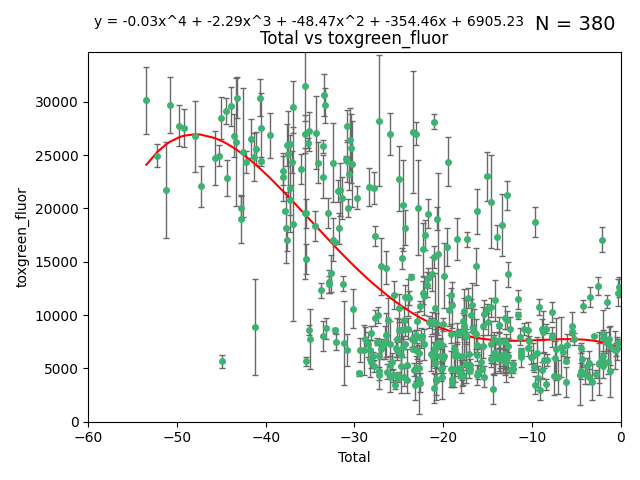 y = -0.03x^4 + -2.29x^3 + -48.47x^2 + -354.46x + 6905.23 N = 380
Total vs toxgreen_fluor
30000
25000
20000
15000
10000
5000
0
toxgreen_fluor
−60 −50 −40 −30 −20 −10 0
Total